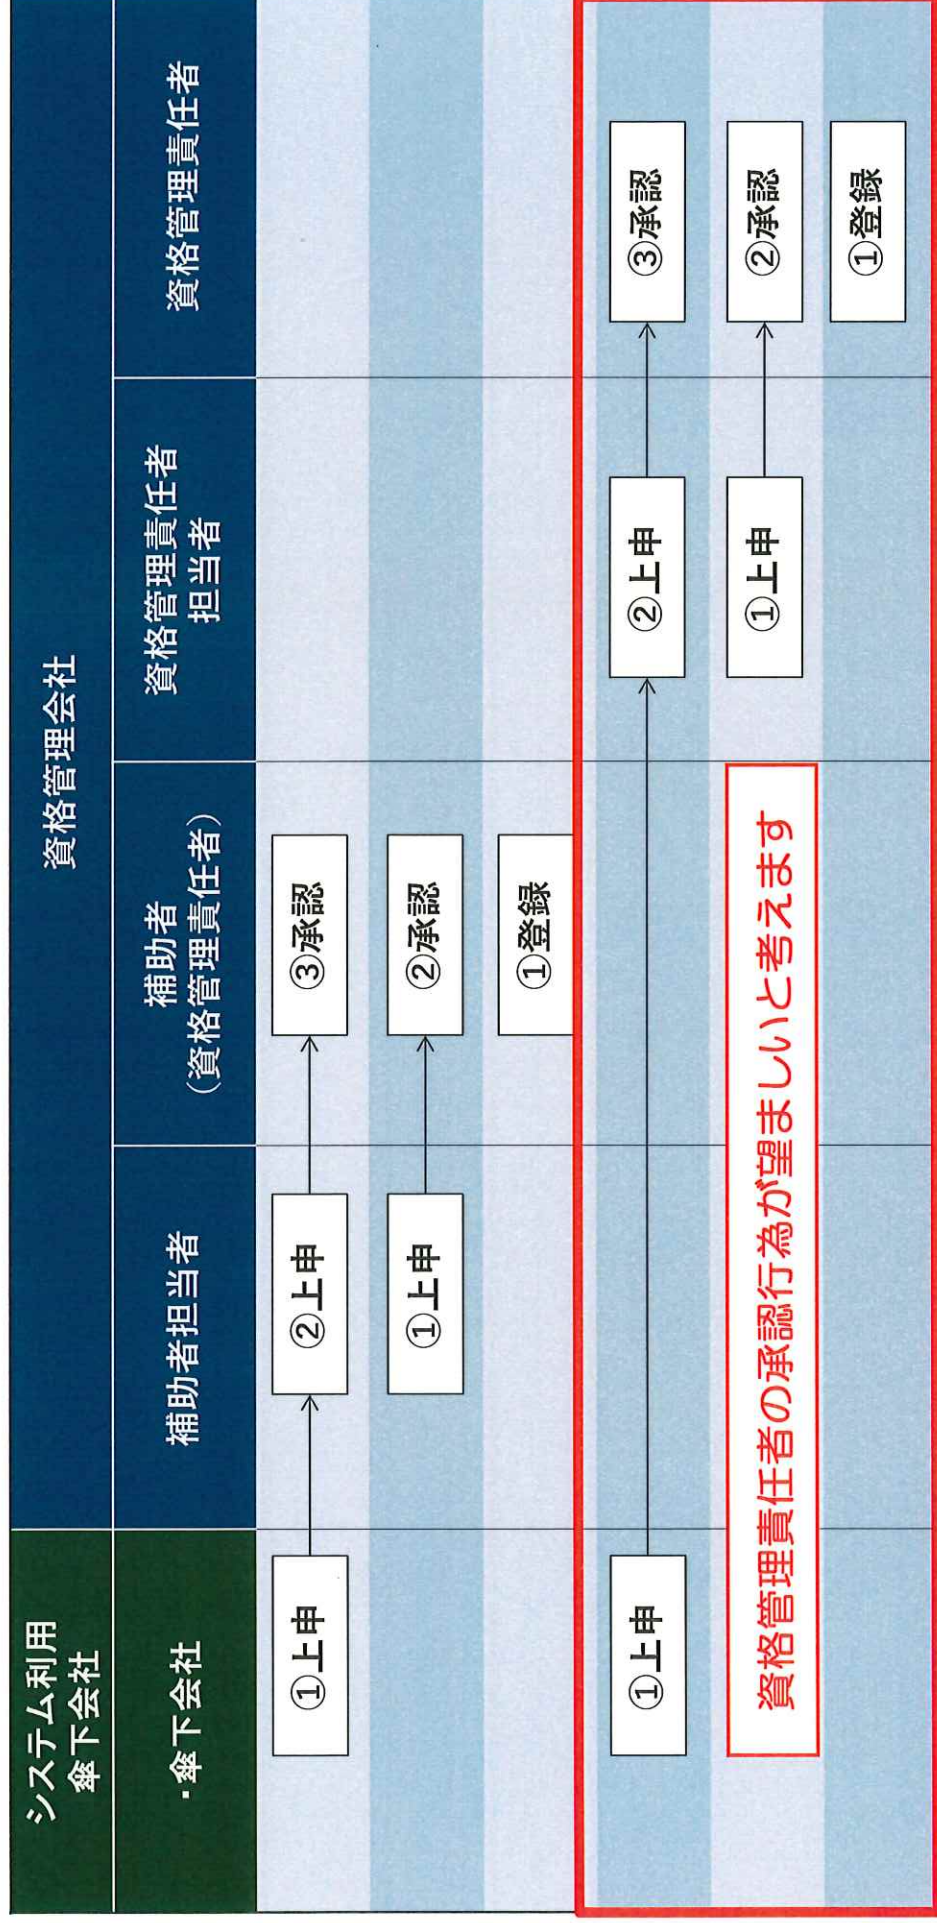 システム利用
傘下会社
資格管理会社
・傘下会社
補助者担当者
補助者
（資格管理責任者）
資格管理責任者
担当者
資格管理責任者
①上申
②上申
③承認
①上申
②承認
①登録
①上申
②上申
③承認
資格管理責任者の承認行為が望ましいと考えます
①上申
②承認
①登録